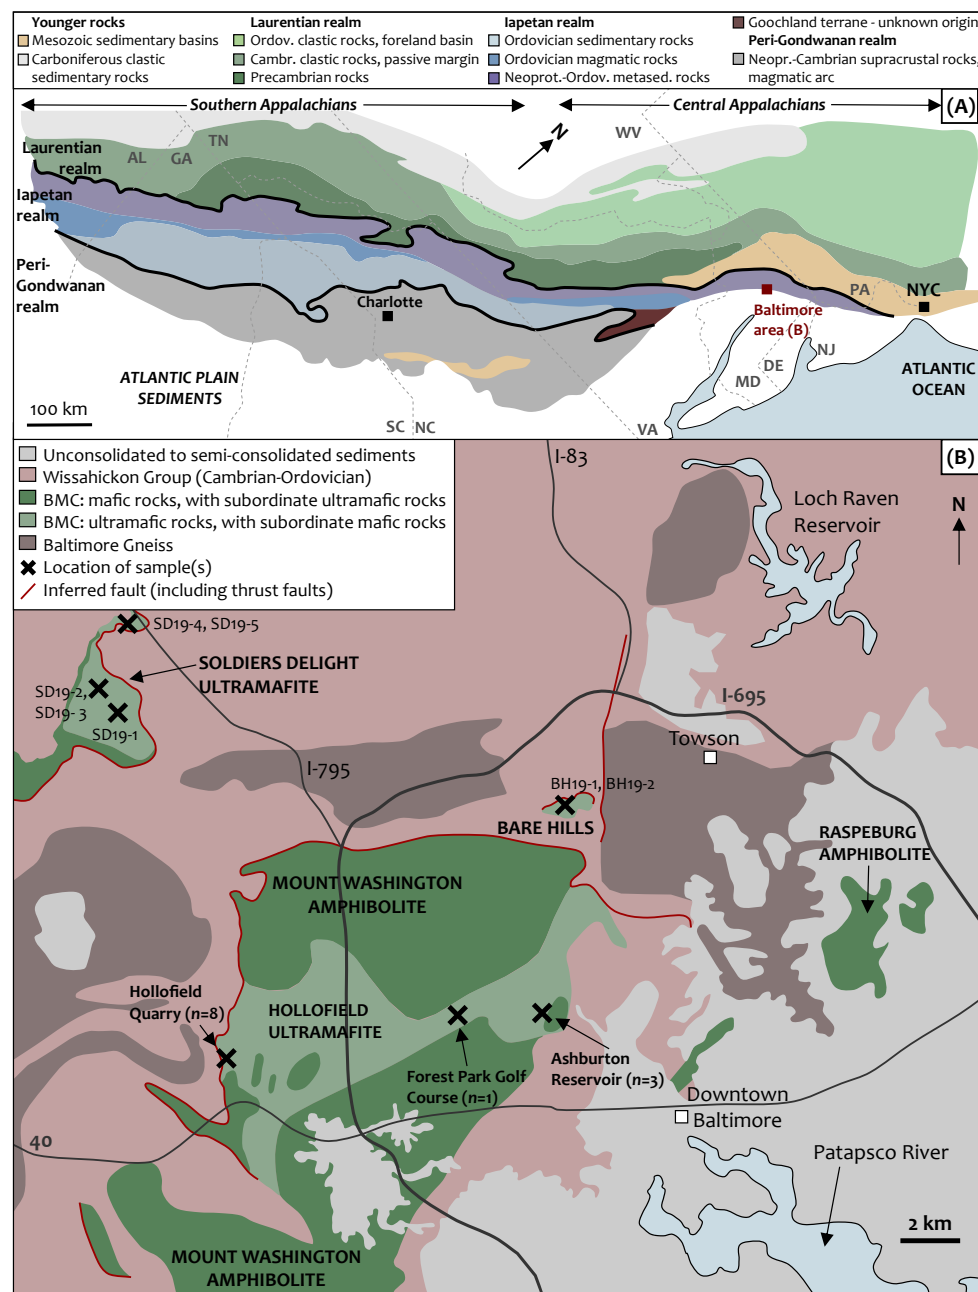 Younger rocks
Mesozoic sedimentary basins
Carboniferous clastic
sedimentary rocks
Laurentian realm
Ordov. clastic rocks, foreland basin
Cambr. clastic rocks, passive margin
Precambrian rocks
Iapetan realm
Ordovician sedimentary rocks
Ordovician magmatic rocks
Neoprot.-Ordov. metased. rocks
Goochland terrane - unknown origin
Peri-Gondwanan realm
Neopr.-Cambrian supracrustal rocks,
magmatic arc
Southern Appalachians
Central Appalachians
(A)
N
WV
TN
Laurentian
realm
AL
GA
Iapetan
realm
Peri-
Gondwanan
realm
Charlotte
PA
NYC
Baltimore
area (B)
NJ
DE
MD
ATLANTIC
OCEAN
ATLANTIC PLAIN
SEDIMENTS
100 km
SC
NC
VA
(B)
Unconsolidated to semi-consolidated sediments
Wissahickon Group (Cambrian-Ordovician)
BMC: mafic rocks, with subordinate ultramafic rocks
BMC: ultramafic rocks, with subordinate mafic rocks
Baltimore Gneiss
Location of sample(s)
Inferred fault (including thrust faults)
I-83
Loch Raven
Reservoir
N
SD19-4, SD19-5
SOLDIERS DELIGHT
ULTRAMAFITE
SD19-2,
SD19-3
SD19-1
I-695
Towson
I-795
BH19-1, BH19-2
BARE HILLS
RASPEBURG
AMPHIBOLITE
MOUNT WASHINGTON
AMPHIBOLITE
Hollofield
Quarry (n=8)
HOLLOFIELD
ULTRAMAFITE
Forest Park Golf
Course (n=1)
Ashburton
Reservoir (n=3)
Downtown
Baltimore
40
Patapsco River
2 km
MOUNT WASHINGTON
AMPHIBOLITE